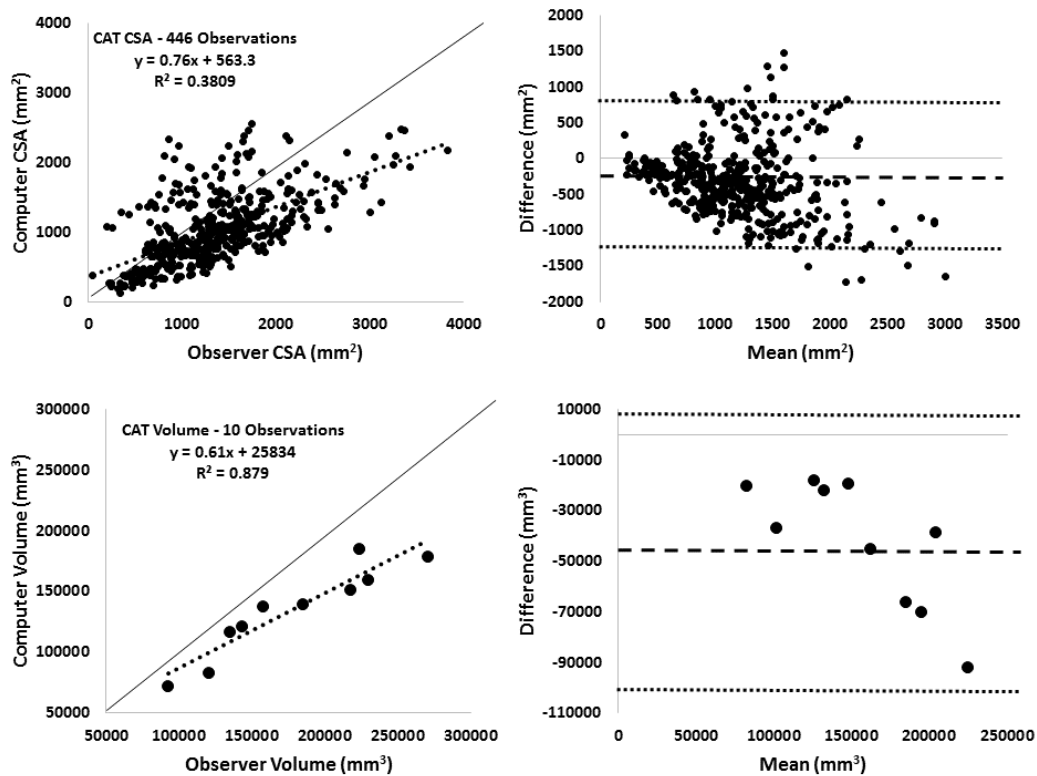 CAT CSA - 446 Observations
y = 0.76x + 563.3
R² = 0.3809
Computer CSA (mm²)
4000
3000
2000
1000
0
0 1000 2000 3000 4000
Observer CSA (mm²)
Difference (mm²)
2000
1500
1000
500
0
-500
-1000
-1500
-2000
0 500 1000 1500 2000 2500 3000 3500
Mean (mm²)
CAT Volume - 10 Observations
y = 0.61x + 25834
R² = 0.879
Computer Volume (mm³)
300000
250000
200000
150000
100000
50000
50000 100000 150000 200000 250000 300000
Observer Volume (mm³)
Difference (mm³)
10000
-10000
-30000
-50000
-70000
-90000
-110000
0 50000 100000 150000 200000 250000
Mean (mm³)